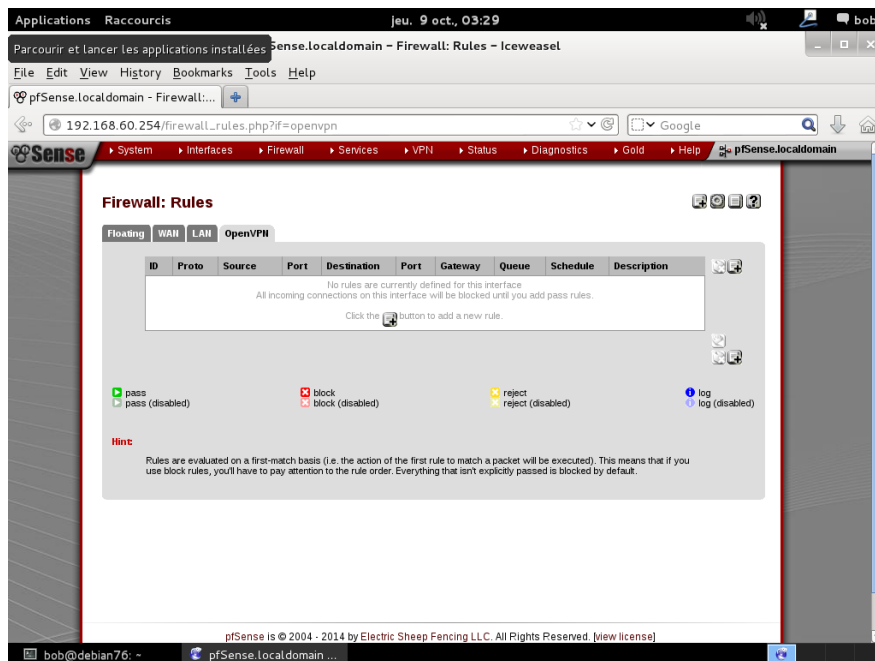 Applications Raccourcis jeu. 9 oct., 03:29 bob
Parcourir et lancer les applications installées Sense.localdomain - Firewall: Rules - Iceweasel
File Edit View History Bookmarks Tools Help
pfSense.localdomain - Firewall:...
192.168.60.254/firewall_rules.php?if=openvpn Google
Sense System Interfaces Firewall Services VPN Status Diagnostics Gold Help pfSense.localdomain
Firewall: Rules
Floating WAN LAN OpenVPN
ID Proto Source Port Destination Port Gateway Queue Schedule Description
No rules are currently defined for this interface
All incoming connections on this interface will be blocked until you add pass rules.
Click the button to add a new rule.
pass block reject log
pass (disabled) block (disabled) reject (disabled) log (disabled)
Hint:
Rules are evaluated on a first-match basis (i.e. the action of the first rule to match a packet will be executed). This means that if you
use block rules, you'll have to pay attention to the rule order. Everything that isn't explicitly passed is blocked by default.
pfSense is © 2004 - 2014 by Electric Sheep Fencing LLC. All Rights Reserved. [view license]
bob@debian76: ~ pfSense.localdomain ...